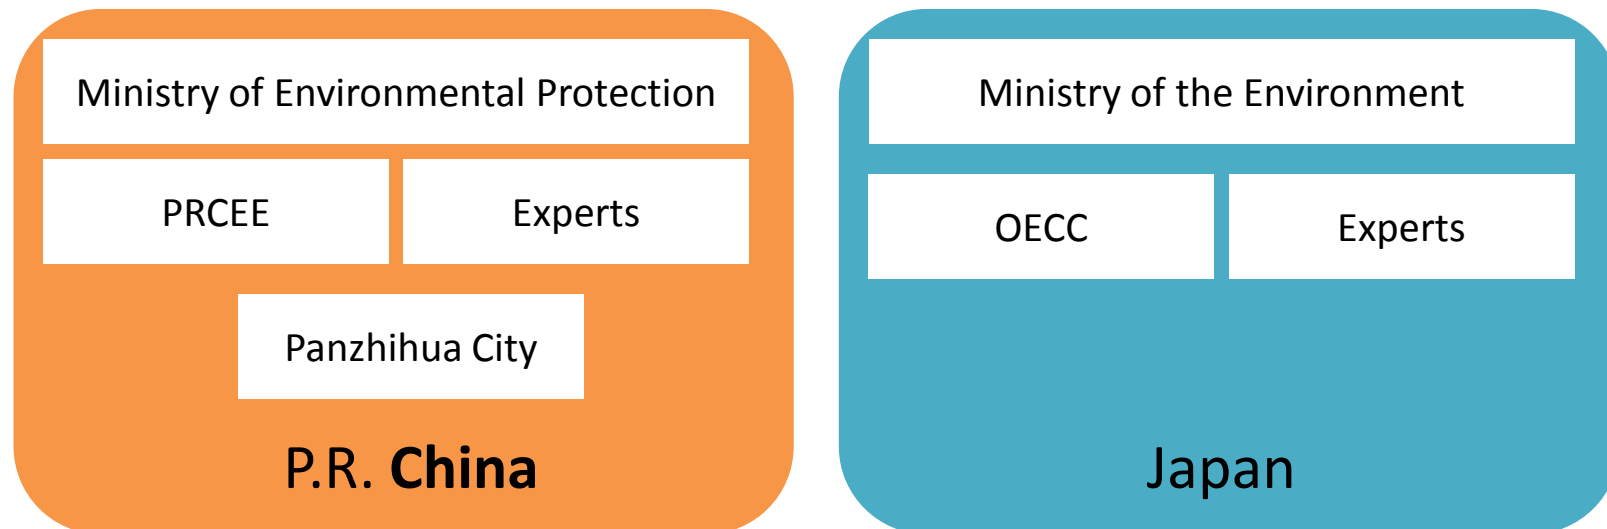 Ministry of Environmental Protection
PRCEE
Experts
Panzhihua City
P.R. China
Ministry of the Environment
OECC
Experts
Japan